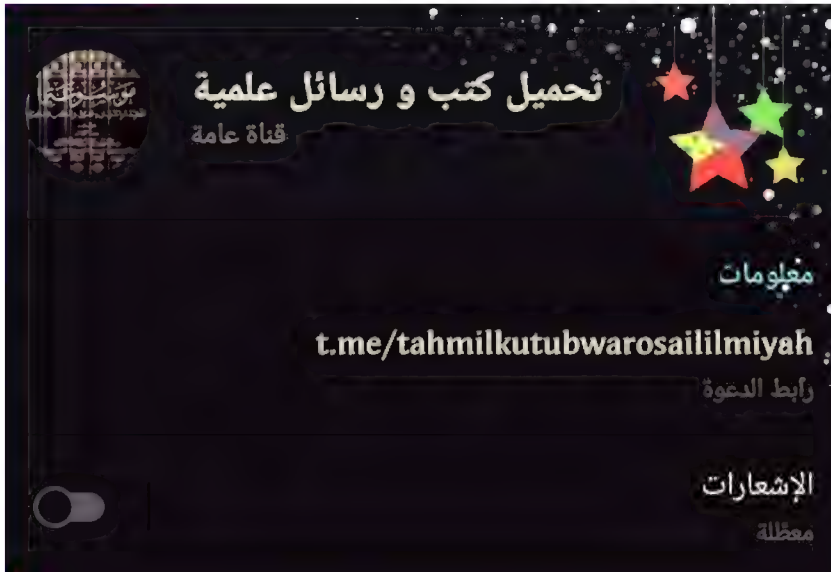 تحميل كتب و رسائل علمية
قناة عامة
معلومات
t.me/tahmilkutubwarosaililmiyah
رابط الدعوة
الإشعارات
معطّلة